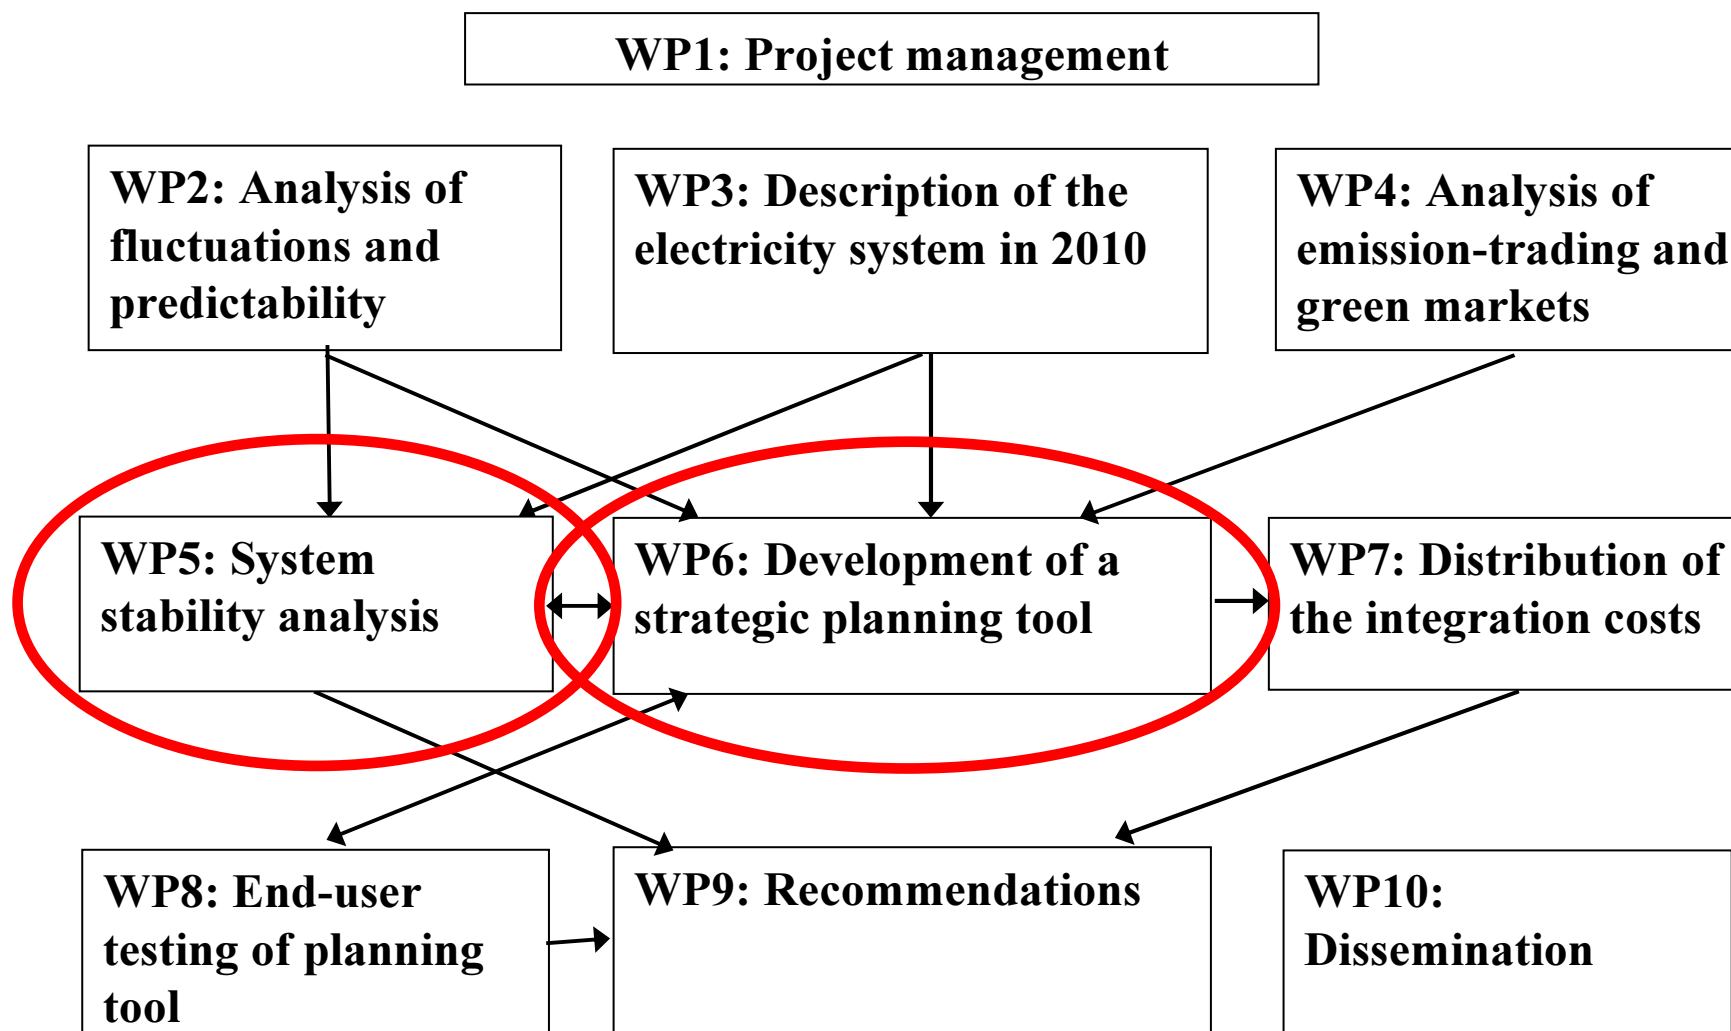 WP1: Project management
WP2: Analysis of
fluctuations and
predictability
WP3: Description of the
electricity system in 2010
WP4: Analysis of
emission-trading and
green markets
WP5: System
stability analysis
WP6: Development of a
strategic planning tool
WP7: Distribution of
the integration costs
WP8: End-user
testing of planning
tool
WP9: Recommendations
WP10:
Dissemination